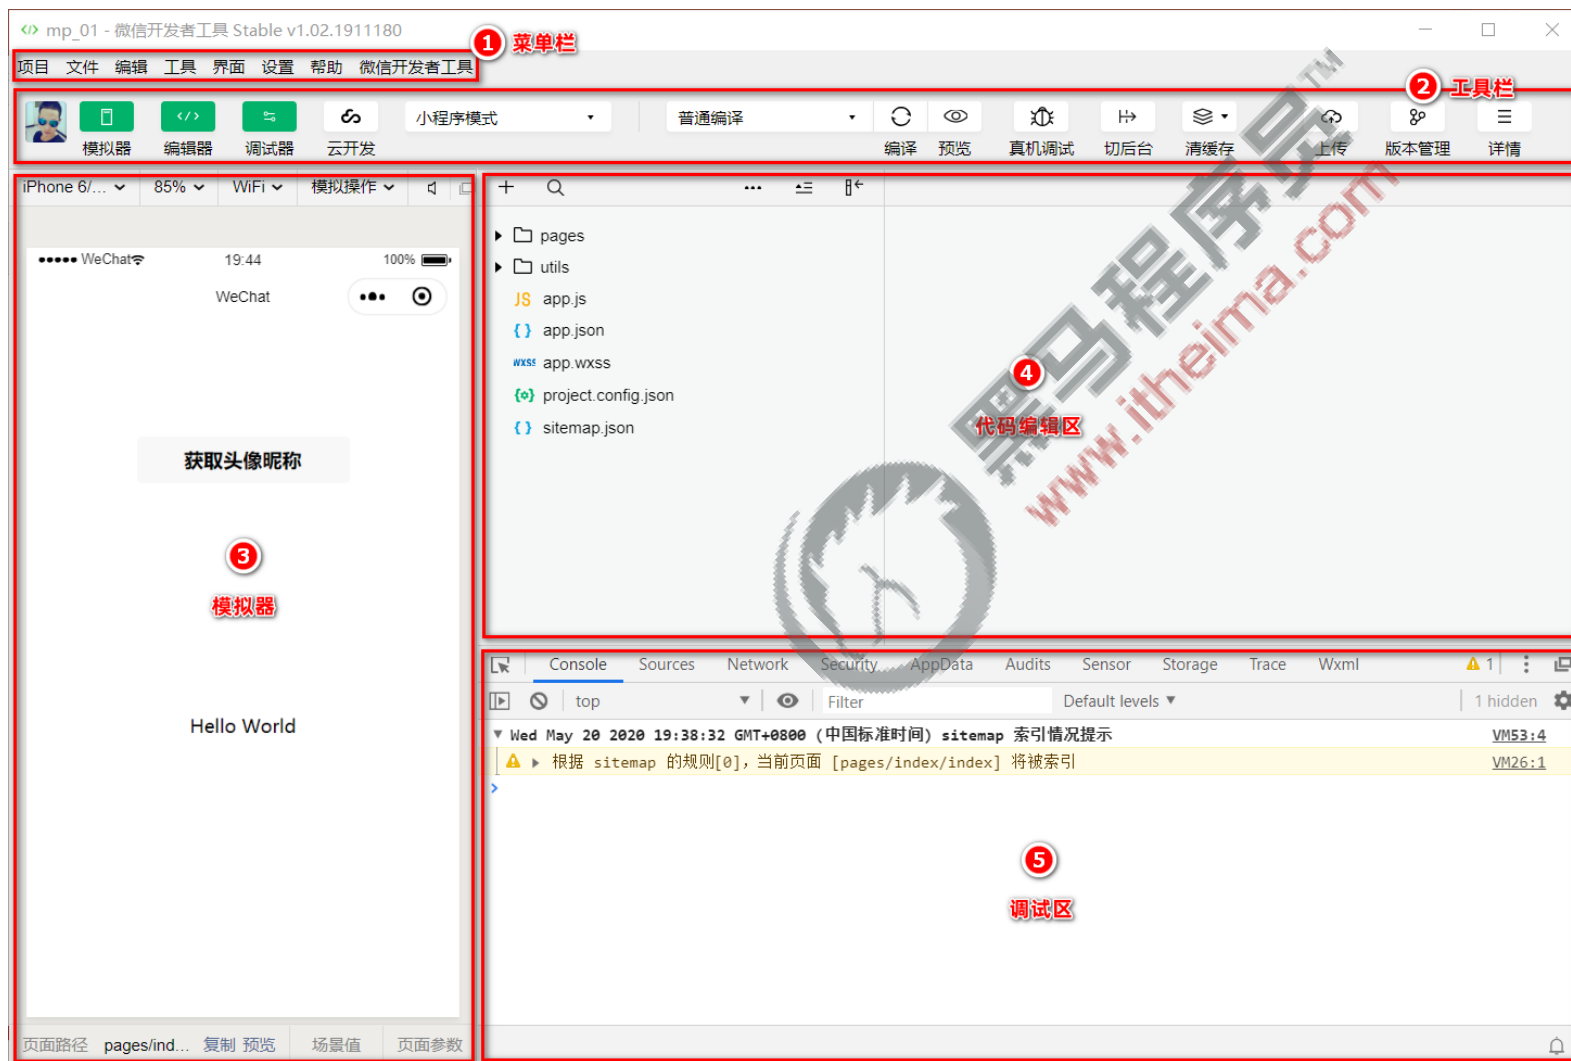 mp_01 - 微信开发者工具 Stable v1.02.1911180
1 菜单栏
项目 文件 编辑 工具 界面 设置 帮助 微信开发者工具
2 工具栏
小程序模式 普通编译
模拟器 编辑器 调试器 云开发 编译 预览 真机调试 切后台 清缓存 上传 版本管理 详情
iPhone 6/... 85% WiFi 模拟操作
WeChat 19:44 100%
WeChat
获取头像昵称
3
模拟器
Hello World
页面路径 pages/ind... 复制 预览 场景值 页面参数
pages
utils
JS app.js
{ } app.json
WXSS app.wxss
project.config.json
{ } sitemap.json
4
代码编辑区
黑马程序员™
www.itheima.com
Console Sources Network Security AppData Audits Sensor Storage Trace Wxml 1
top Filter Default levels 1 hidden
Wed May 20 2020 19:38:32 GMT+0800 (中国标准时间) sitemap 索引情况提示 VM53:4
根据 sitemap 的规则[0]，当前页面 [pages/index/index] 将被索引 VM26:1
5
调试区